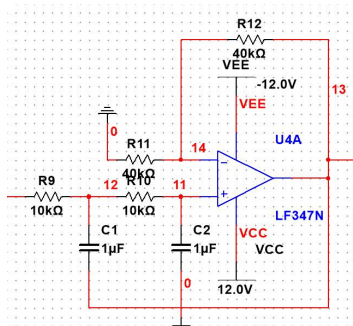 R12
40kΩ
VEE
-12.0V
13
VEE
0
U4A
R11
14
40kΩ
R9
12
R10
11
10kΩ
10kΩ
LF347N
C1
1µF
C2
1µF
VCC
VCC
0
12.0V